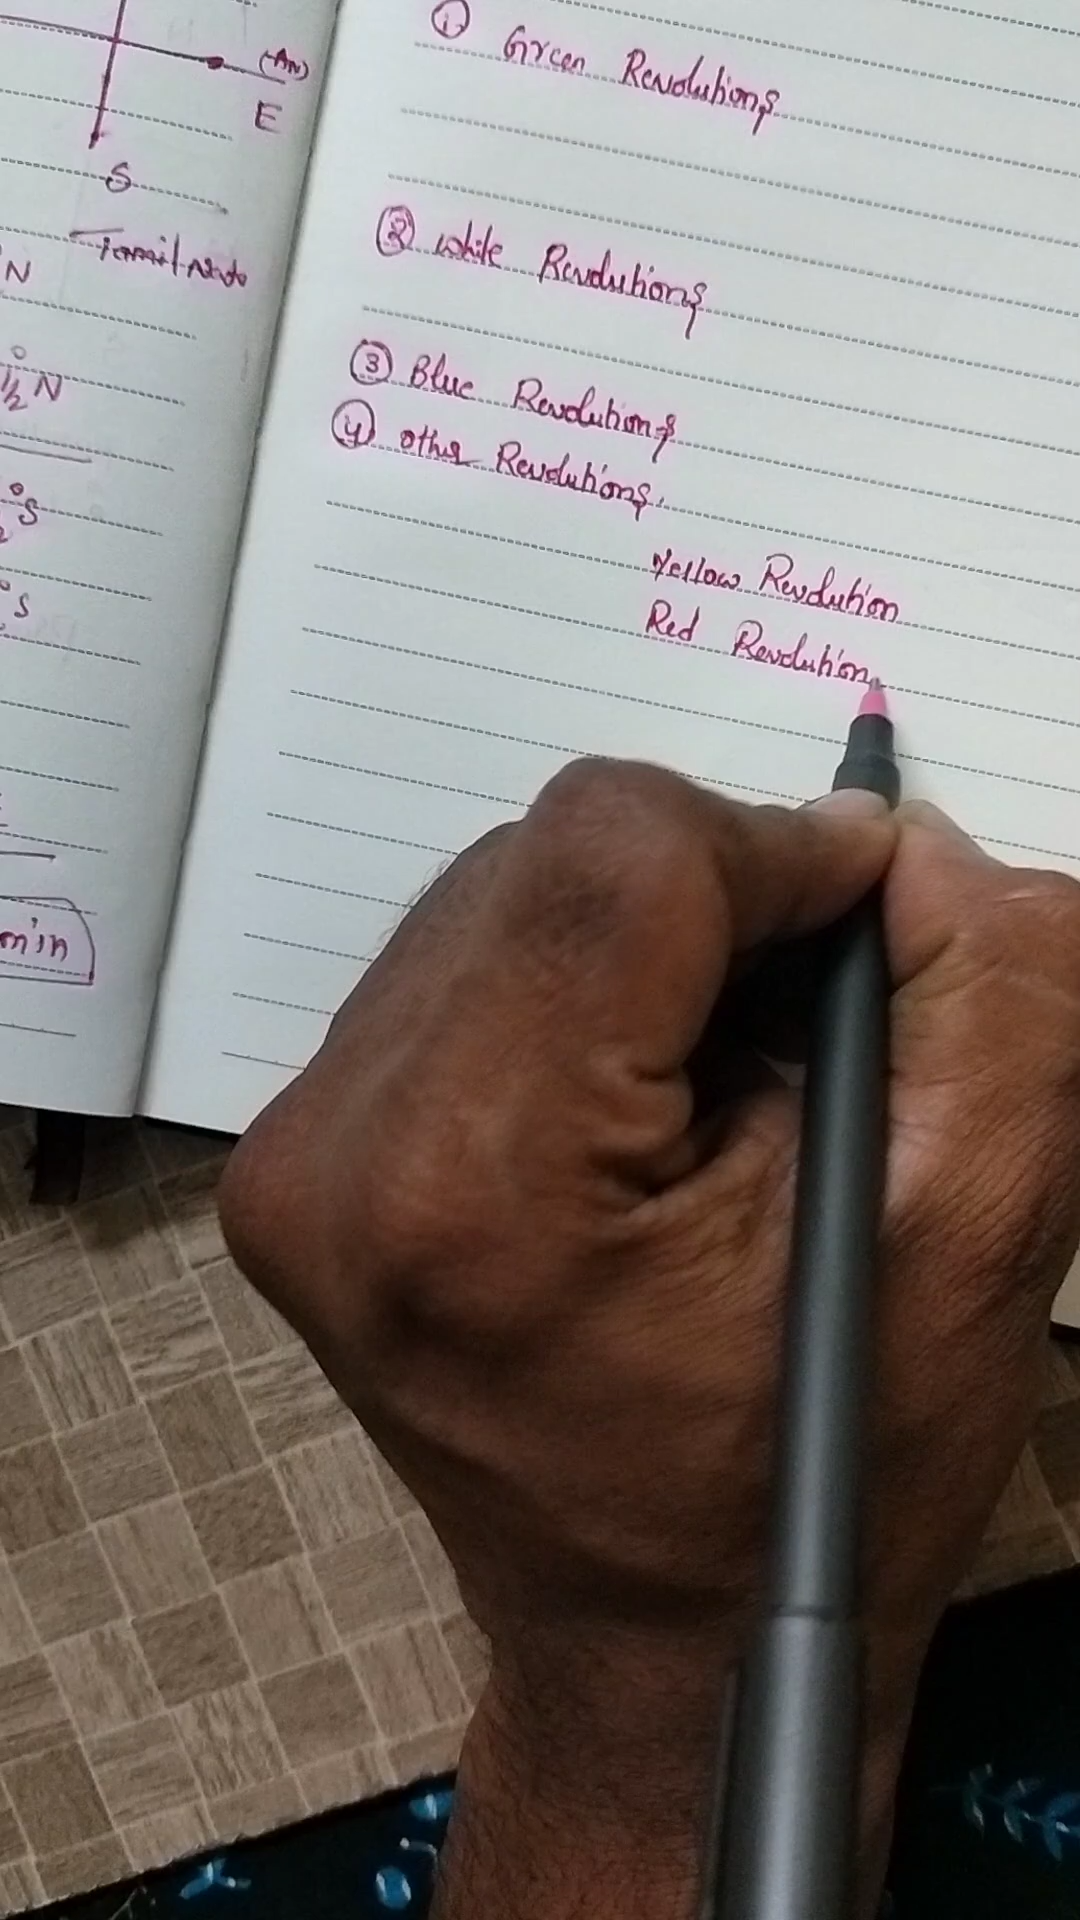 (AN)
E
S
Tamil Nadu
N
½° N
° S
° S
min
① Green Revolutions
② white Revolutions
③ Blue Revolutions
④ other Revolutions.
Yellow Revolution
Red Revolution